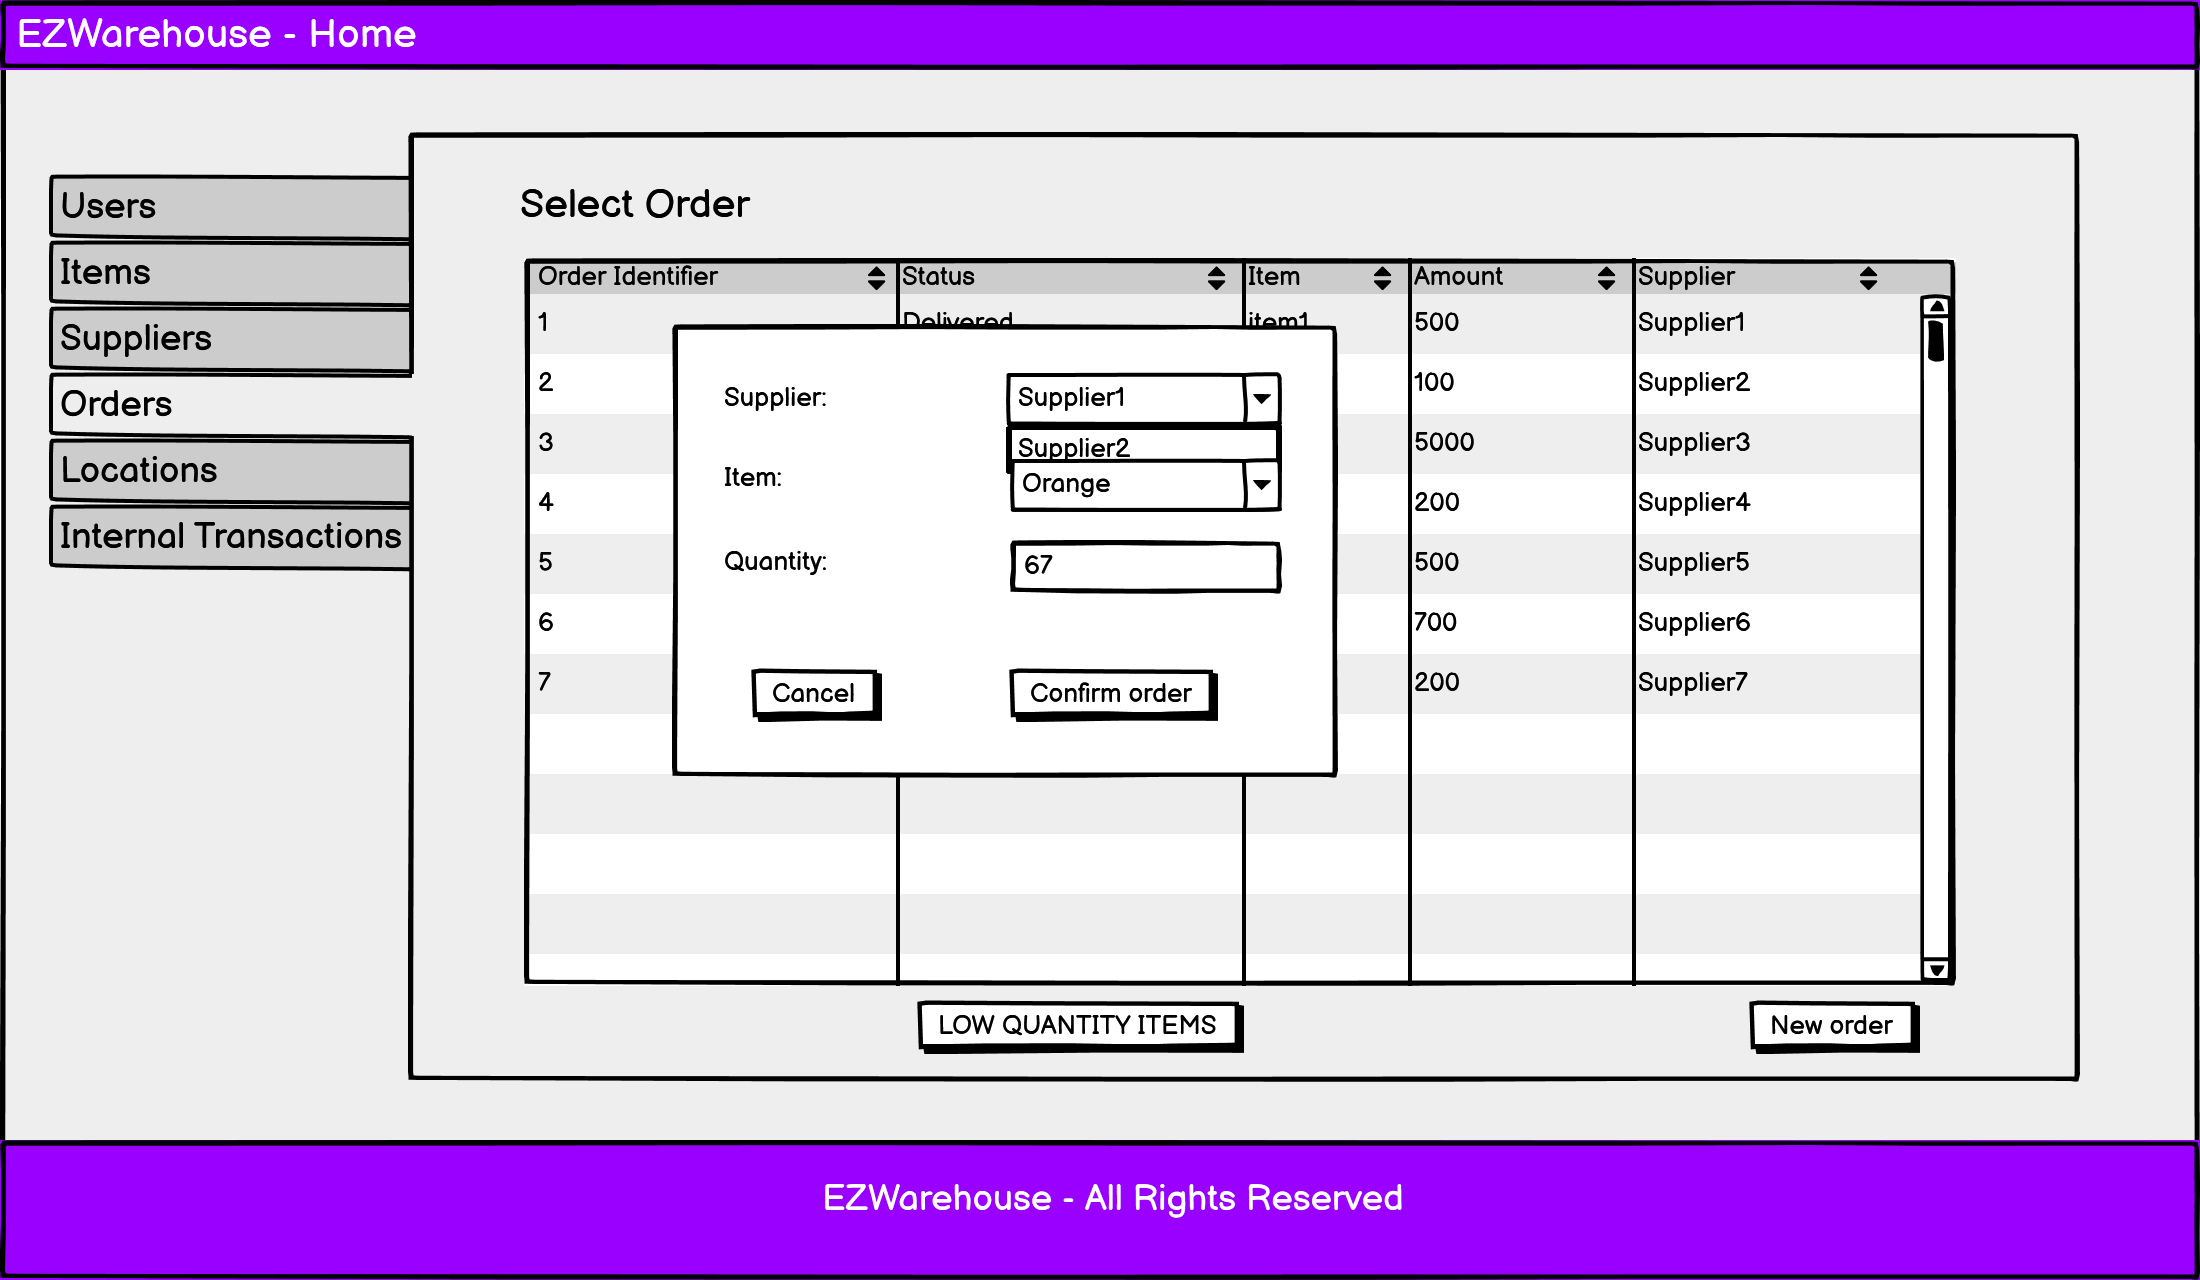 EZWarehouse - Home
Users
Items
Suppliers
Orders
Locations
Internal Transactions
Select Order
Order Identifier Status Item Amount Supplier
1 Delivered item1 500 Supplier1
2 100 Supplier2
3 5000 Supplier3
4 200 Supplier4
5 500 Supplier5
6 700 Supplier6
7 200 Supplier7
Supplier: Supplier1
Supplier2
Item: Orange
Quantity: 67
Cancel Confirm order
LOW QUANTITY ITEMS New order
EZWarehouse - All Rights Reserved